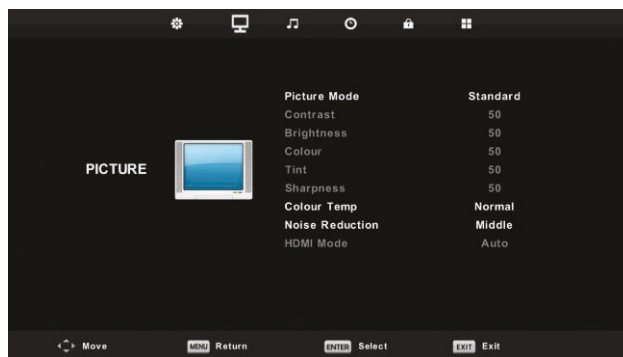 Picture Mode Standard
Contrast 50
Brightness 50
Colour 50
PICTURE
Tint 50
Sharpness 50
Colour Temp Normal
Noise Reduction Middle
HDMI Mode Auto
Move MENU Return ENTER Select EXIT Exit